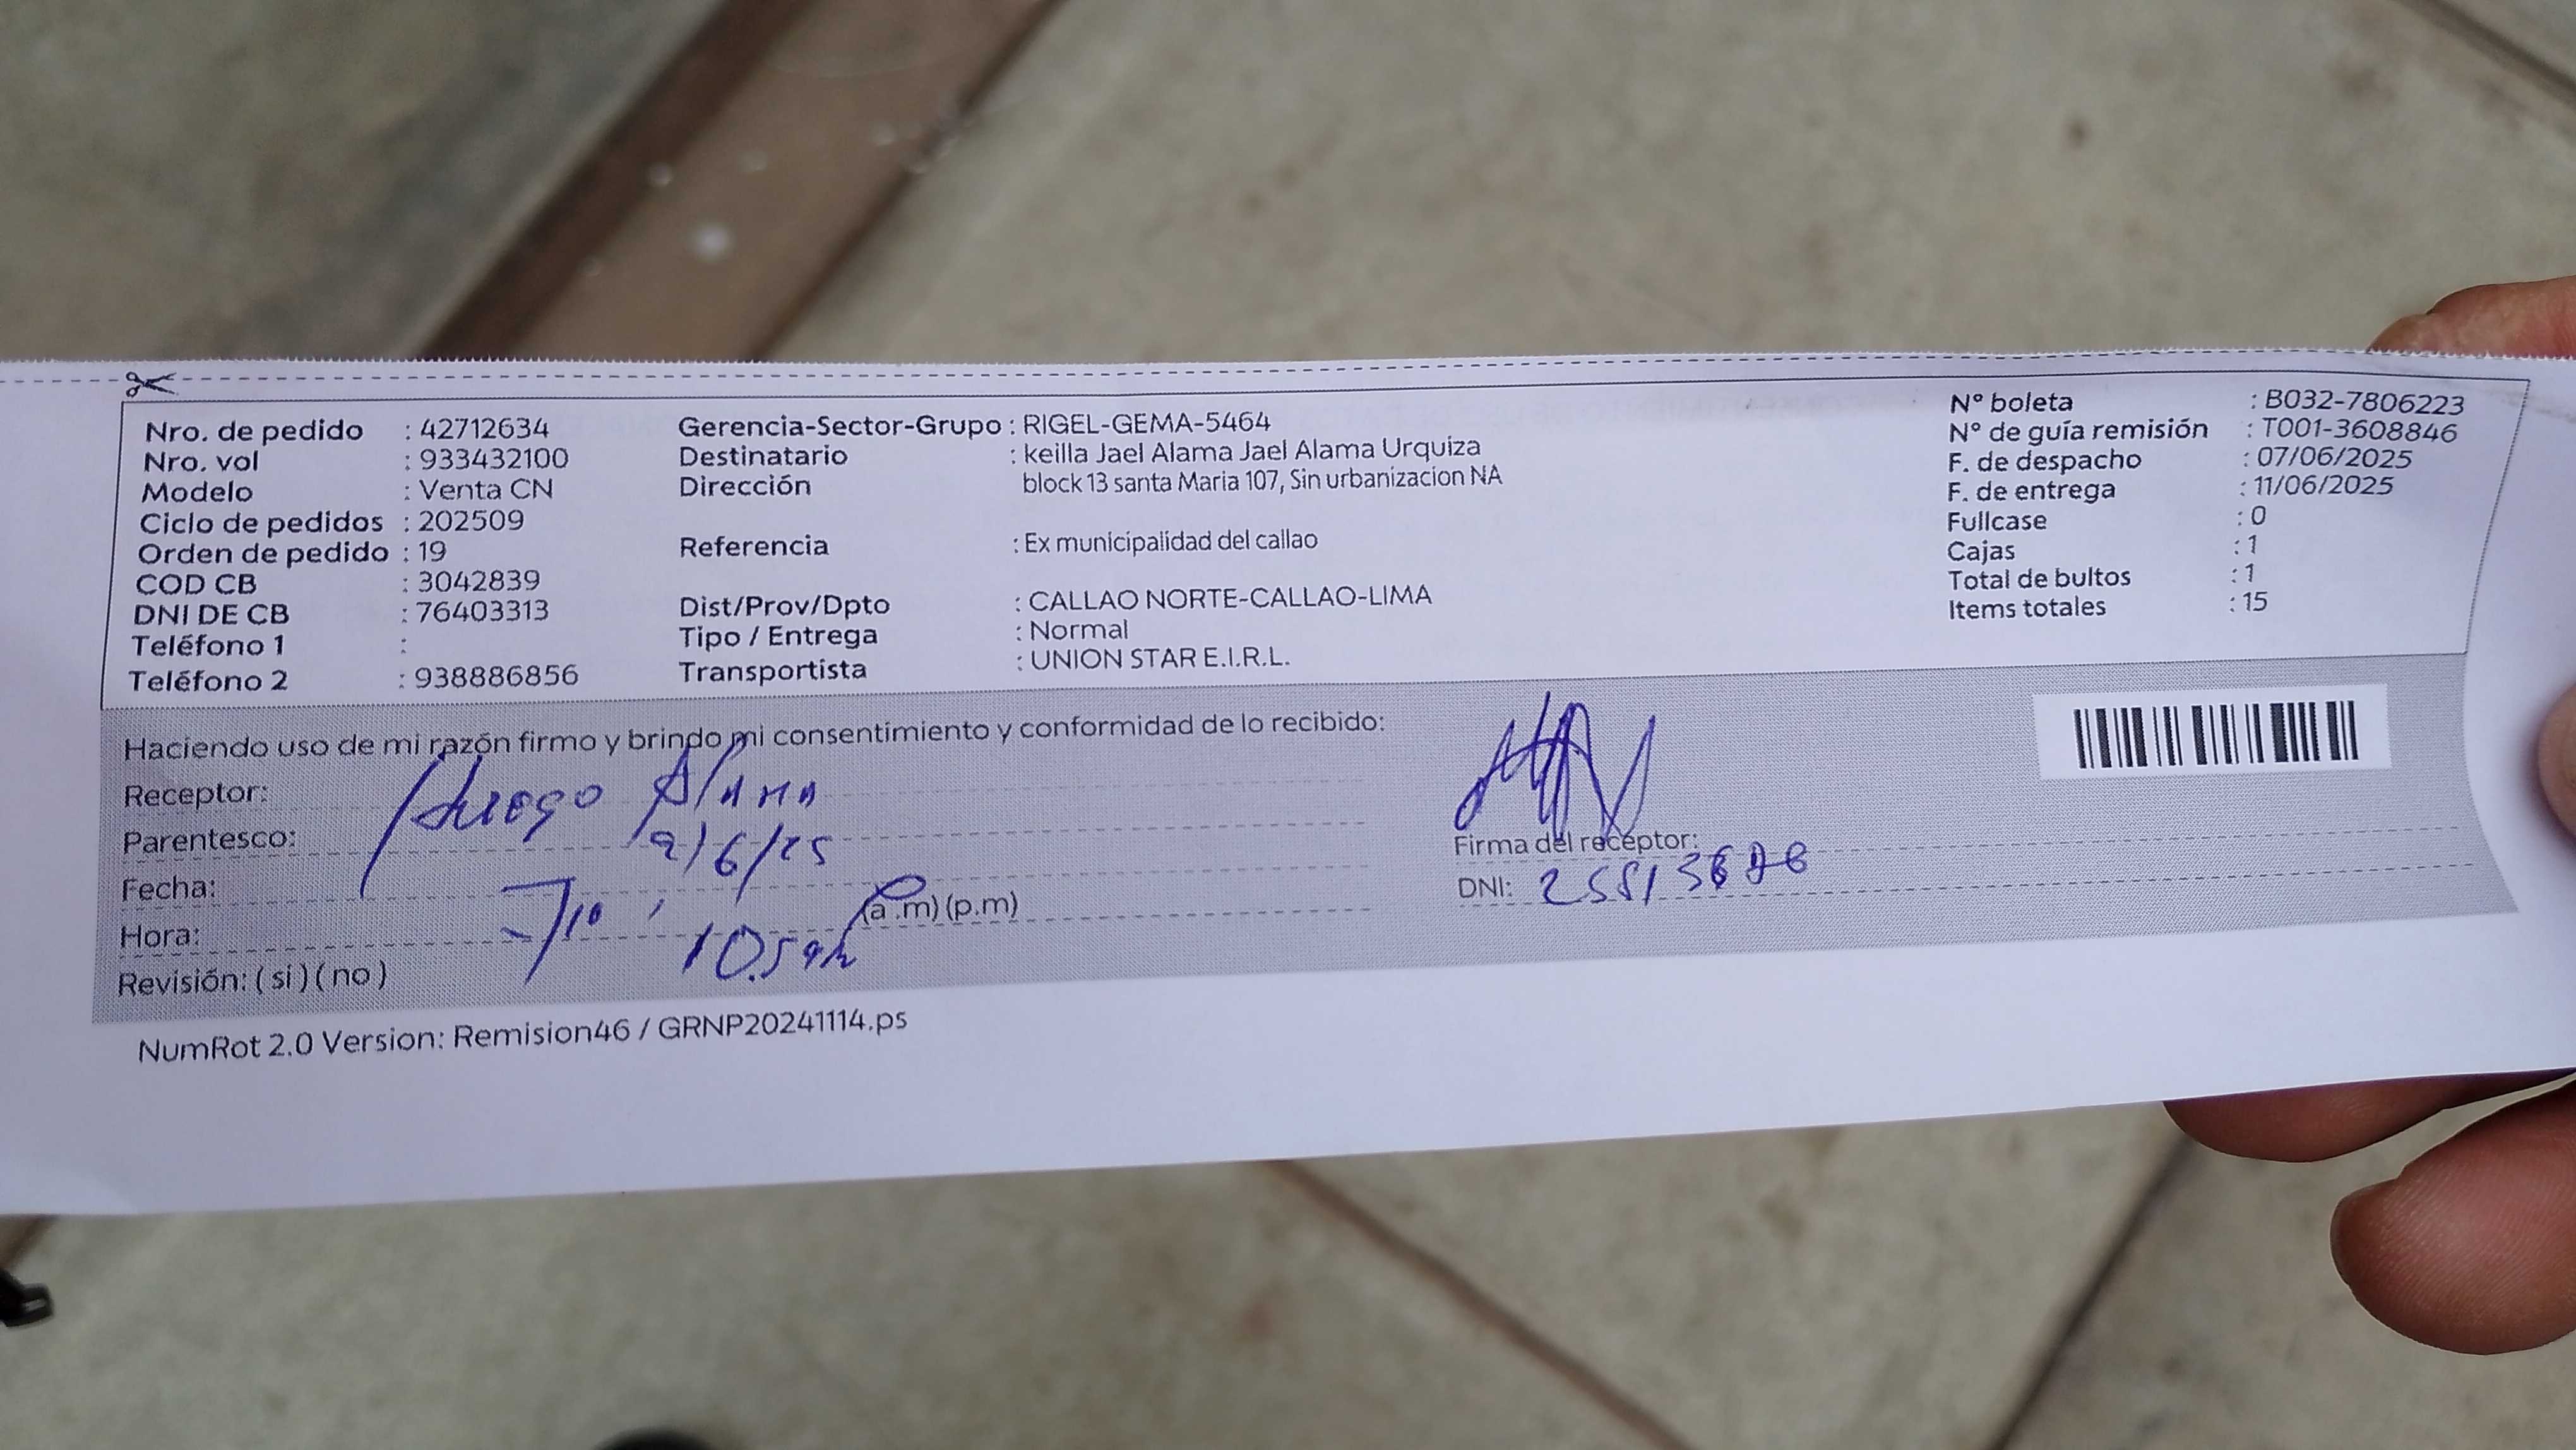 Nro. de pedido : 42712634
Nro. vol : 933432100
Modelo : Venta CN
Ciclo de pedidos : 202509
Orden de pedido : 19
COD CB : 3042839
DNI DE CB : 76403313
Teléfono 1 :
Teléfono 2 : 938886856
Gerencia-Sector-Grupo : RIGEL-GEMA-5464
Destinatario : keilla Jael Alama Jael Alama Urquiza
Dirección block 13 santa Maria 107, Sin urbanizacion NA
Referencia : Ex municipalidad del callao
Dist/Prov/Dpto : CALLAO NORTE-CALLAO-LIMA
Tipo / Entrega : Normal
Transportista : UNION STAR E.I.R.L.
N° boleta : B032-7806223
N° de guía remisión : T001-3608846
F. de despacho : 07/06/2025
F. de entrega : 11/06/2025
Fullcase : 0
Cajas : 1
Total de bultos : 1
Items totales : 15
Haciendo uso de mi razón firmo y brindo mi consentimiento y conformidad de lo recibido:
Receptor: Alama
Parentesco:
Fecha: /6/25
Hora: (a .m) (p.m)
Revisión: ( si ) ( no )
Firma del receptor:
DNI:
NumRot 2.0 Version: Remision46 / GRNP20241114.ps